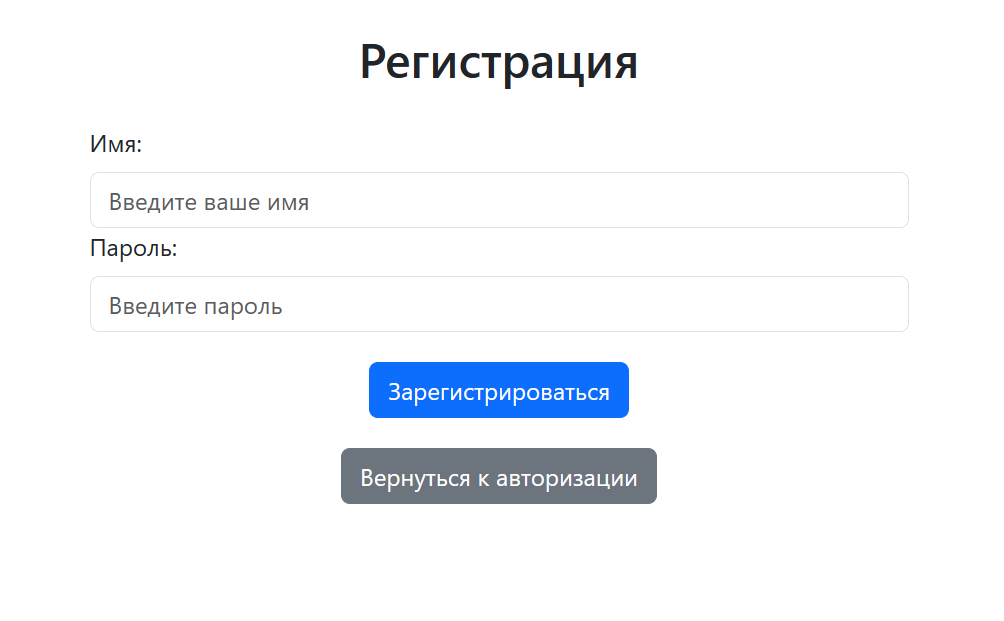 Регистрация
Имя:
Введите ваше имя
Пароль:
Введите пароль
Зарегистрироваться
Вернуться к авторизации